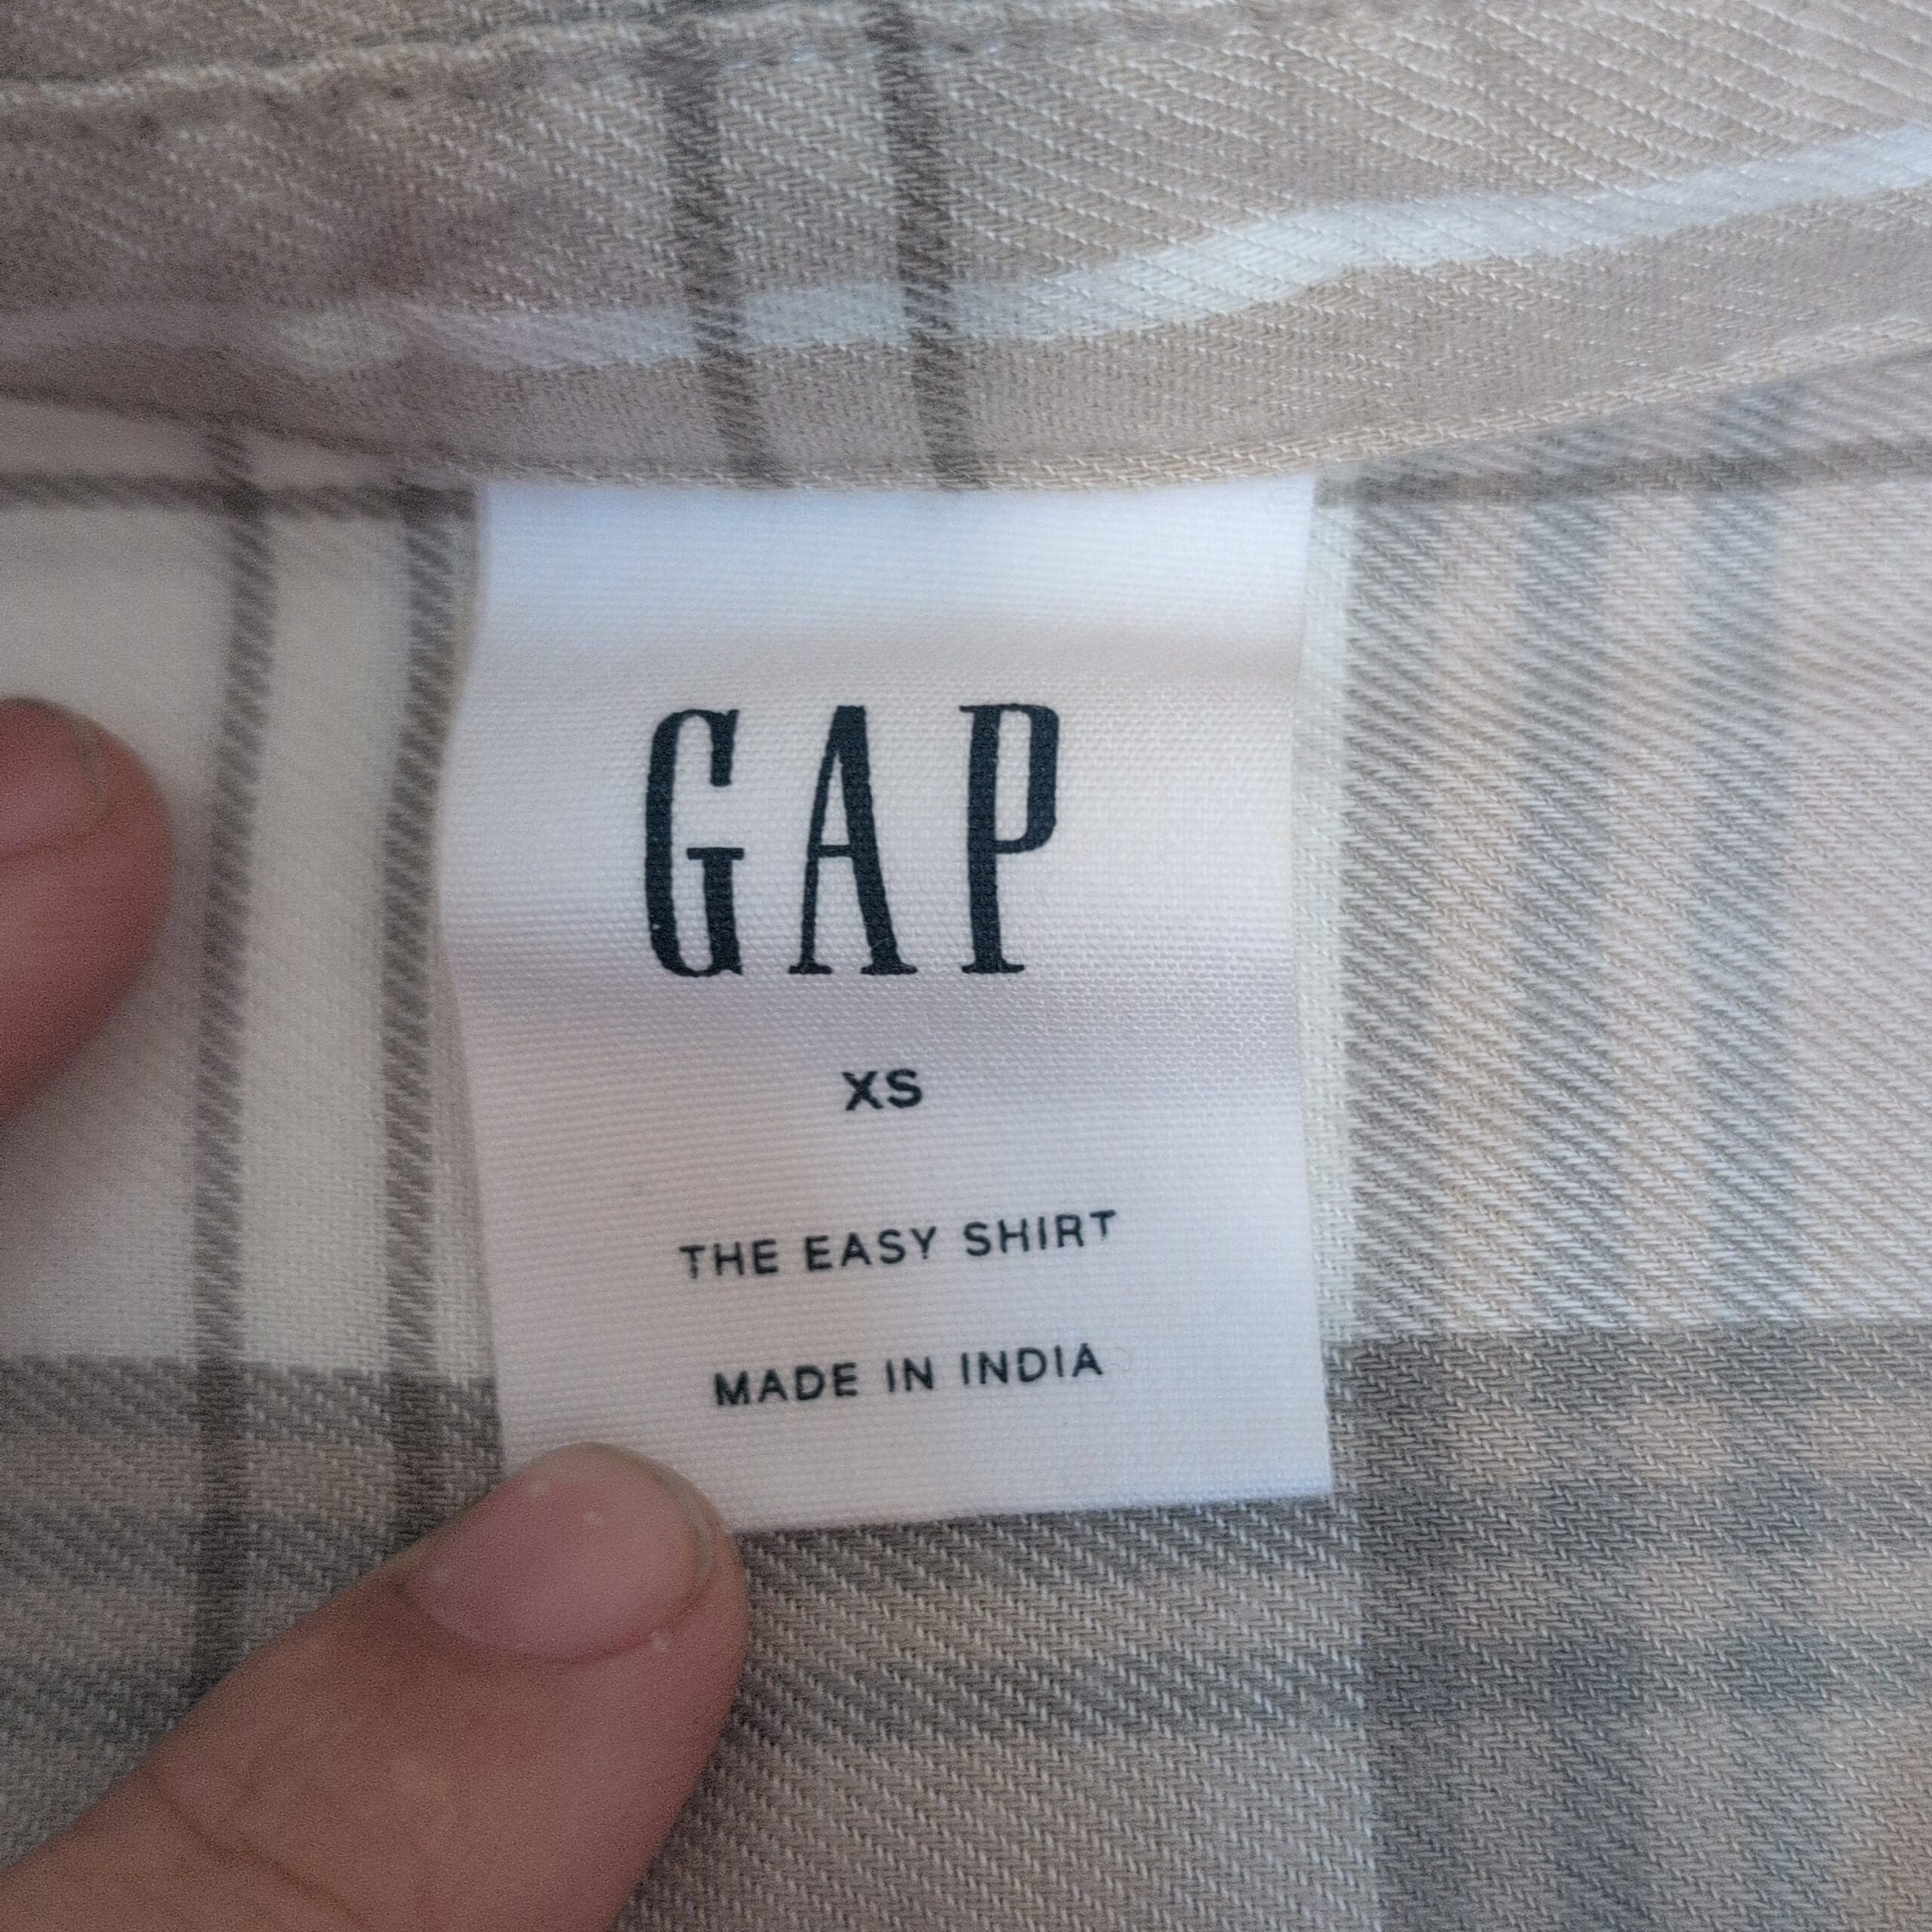 GAP
XS
THE EASY SHIRT
MADE IN INDIA